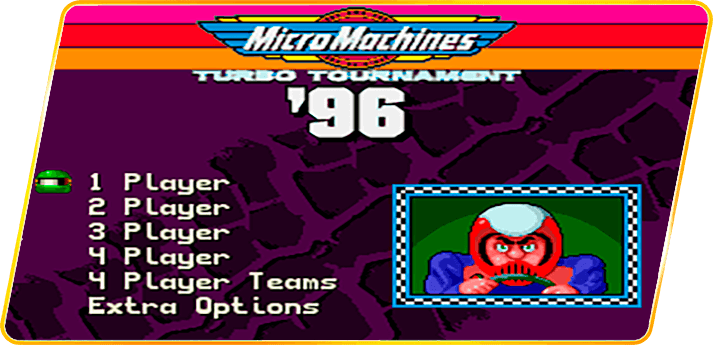 MicroMachines
TURBO TOURNAMENT
'96
1 Player
2 Player
3 Player
4 Player
4 Player Teams
Extra Options